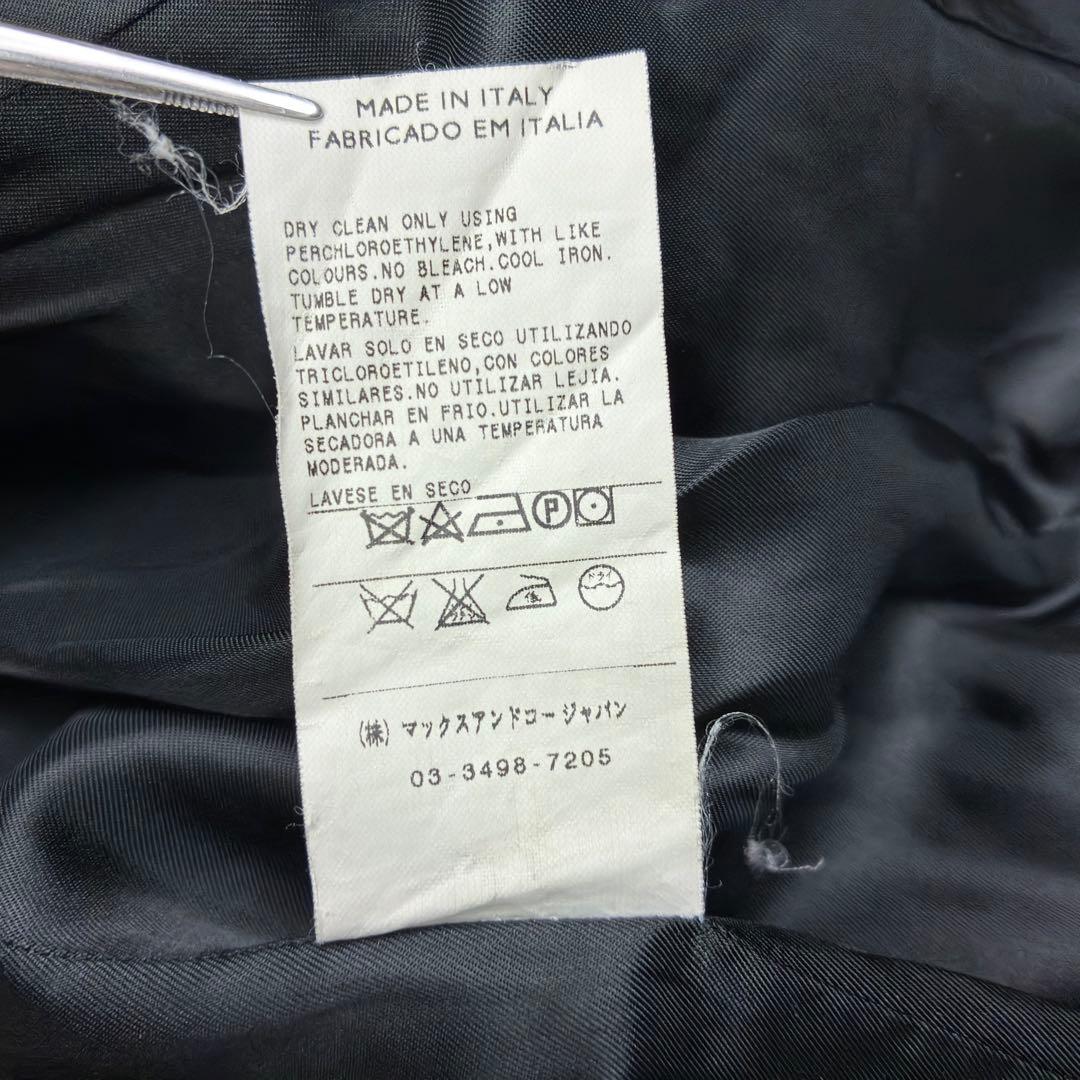 MADE IN ITALY
FABRICADO EM ITALIA
DRY CLEAN ONLY USING
PERCHLOROETHYLENE,WITH LIKE
COLOURS.NO BLEACH.COOL IRON.
TUMBLE DRY AT A LOW
TEMPERATURE.
LAVAR SOLO EN SECO UTILIZANDO
TRICLOROETILENO,CON COLORES
SIMILARES.NO UTILIZAR LEJIA.
PLANCHAR EN FRIO.UTILIZAR LA
SECADORA A UNA TEMPERATURA
MODERADA.
LAVESE EN SECO
P
ドライ
(株) マックスアンドコージャパン
03-3498-7205